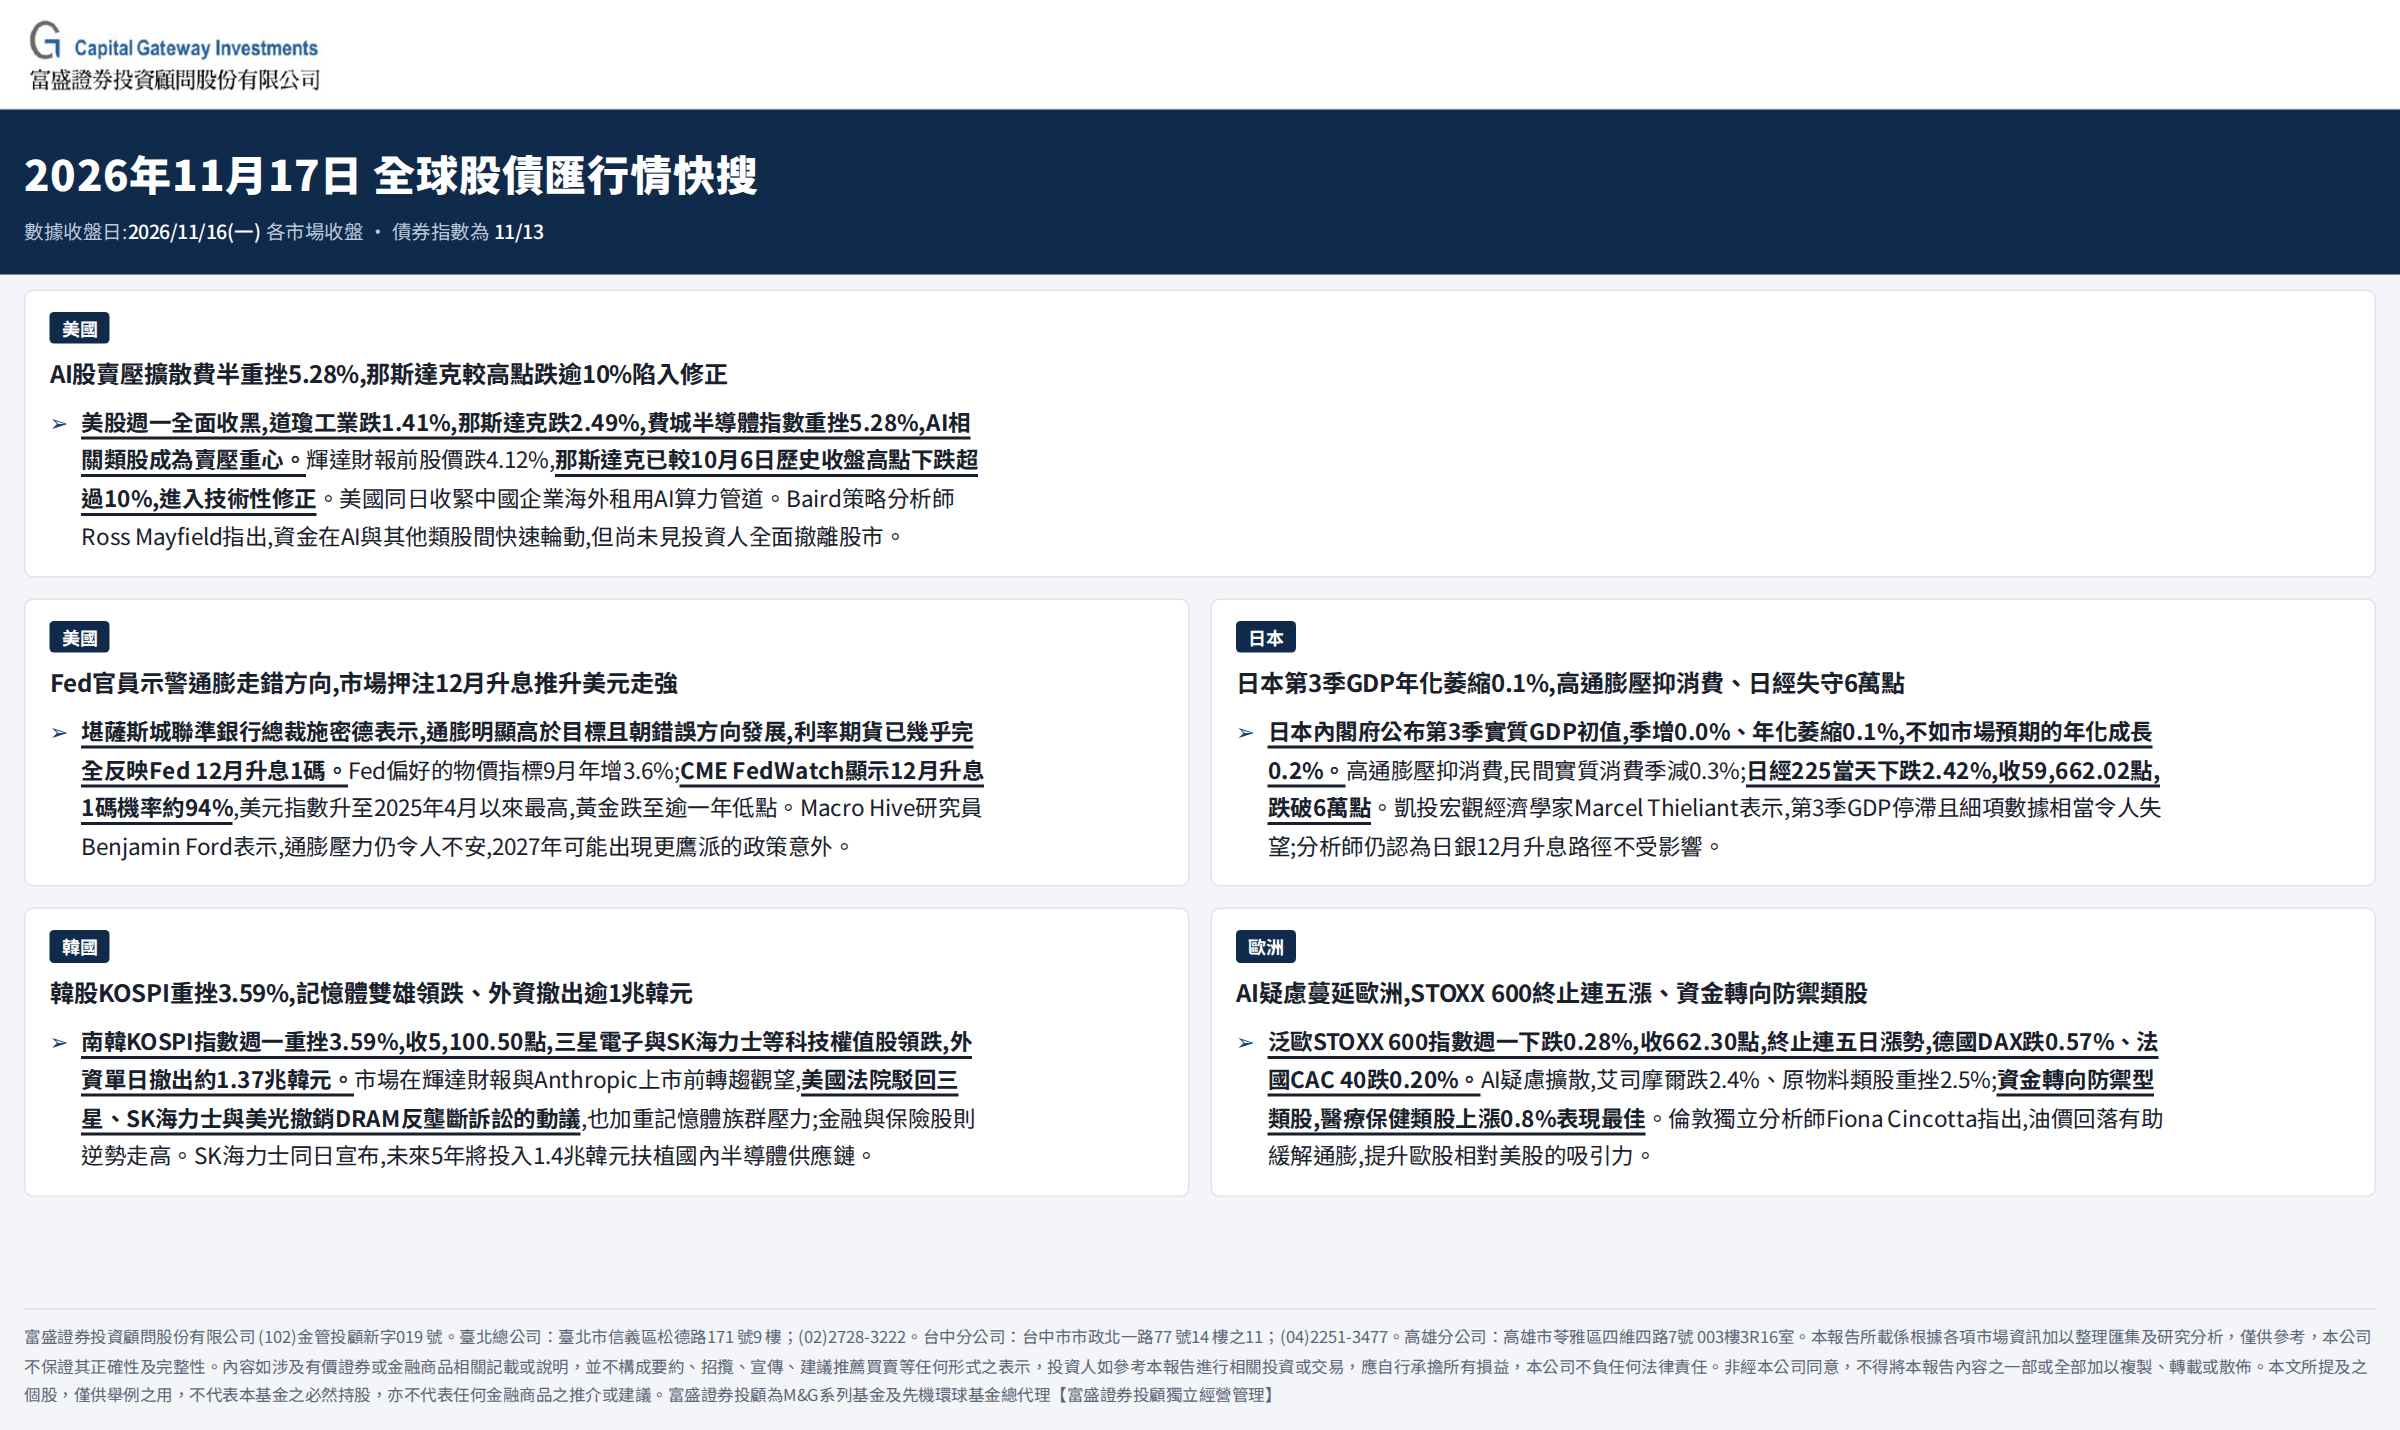 Capital Gateway Investments
富盛證券投資顧問股份有限公司
2026年11月17日 全球股債匯行情快搜
數據收盤日:2026/11/16(一) 各市場收盤 • 債券指數為 11/13
美國
AI股賣壓擴散費半重挫5.28%,那斯達克較高點跌逾10%陷入修正
➢ 美股週一全面收黑,道瓊工業跌1.41%,那斯達克跌2.49%,費城半導體指數重挫5.28%,AI相
關類股成為賣壓重心。輝達財報前股價跌4.12%,那斯達克已較10月6日歷史收盤高點下跌超
過10%,進入技術性修正。美國同日收緊中國企業海外租用AI算力管道。Baird策略分析師
Ross Mayfield指出,資金在AI與其他類股間快速輪動,但尚未見投資人全面撤離股市。
美國
Fed官員示警通膨走錯方向,市場押注12月升息推升美元走強
➢ 堪薩斯城聯準銀行總裁施密德表示,通膨明顯高於目標且朝錯誤方向發展,利率期貨已幾乎完
全反映Fed 12月升息1碼。Fed偏好的物價指標9月年增3.6%;CME FedWatch顯示12月升息
1碼機率約94%,美元指數升至2025年4月以來最高,黃金跌至逾一年低點。Macro Hive研究員
Benjamin Ford表示,通膨壓力仍令人不安,2027年可能出現更鷹派的政策意外。
日本
日本第3季GDP年化萎縮0.1%,高通膨壓抑消費、日經失守6萬點
➢ 日本內閣府公布第3季實質GDP初值,季增0.0%、年化萎縮0.1%,不如市場預期的年化成長
0.2%。高通膨壓抑消費,民間實質消費季減0.3%;日經225當天下跌2.42%,收59,662.02點,
跌破6萬點。凱投宏觀經濟學家Marcel Thieliant表示,第3季GDP停滯且細項數據相當令人失
望;分析師仍認為日銀12月升息路徑不受影響。
韓國
韓股KOSPI重挫3.59%,記憶體雙雄領跌、外資撤出逾1兆韓元
➢ 南韓KOSPI指數週一重挫3.59%,收5,100.50點,三星電子與SK海力士等科技權值股領跌,外
資單日撤出約1.37兆韓元。市場在輝達財報與Anthropic上市前轉趨觀望,美國法院駁回三
星、SK海力士與美光撤銷DRAM反壟斷訴訟的動議,也加重記憶體族群壓力;金融與保險股則
逆勢走高。SK海力士同日宣布,未來5年將投入1.4兆韓元扶植國內半導體供應鏈。
歐洲
AI疑慮蔓延歐洲,STOXX 600終止連五漲、資金轉向防禦類股
➢ 泛歐STOXX 600指數週一下跌0.28%,收662.30點,終止連五日漲勢,德國DAX跌0.57%、法
國CAC 40跌0.20%。AI疑慮擴散,艾司摩爾跌2.4%、原物料類股重挫2.5%;資金轉向防禦型
類股,醫療保健類股上漲0.8%表現最佳。倫敦獨立分析師Fiona Cincotta指出,油價回落有助
緩解通膨,提升歐股相對美股的吸引力。
富盛證券投資顧問股份有限公司 (102)金管投顧新字019 號。臺北總公司：臺北市信義區松德路171 號9 樓；(02)2728-3222。台中分公司：台中市市政北一路77 號14 樓之11；(04)2251-3477。高雄分公司：高雄市苓雅區四維四路7號 003樓3R16室。本報告所載係根據各項市場資訊加以整理匯集及研究分析，僅供參考，本公司
不保證其正確性及完整性。內容如涉及有價證券或金融商品相關記載或說明，並不構成要約、招攬、宣傳、建議推薦買賣等任何形式之表示，投資人如參考本報告進行相關投資或交易，應自行承擔所有損益，本公司不負任何法律責任。非經本公司同意，不得將本報告內容之一部或全部加以複製、轉載或散佈。本文所提及之
個股，僅供舉例之用，不代表本基金之必然持股，亦不代表任何金融商品之推介或建議。富盛證券投顧為M&G系列基金及先機環球基金總代理【富盛證券投顧獨立經營管理】